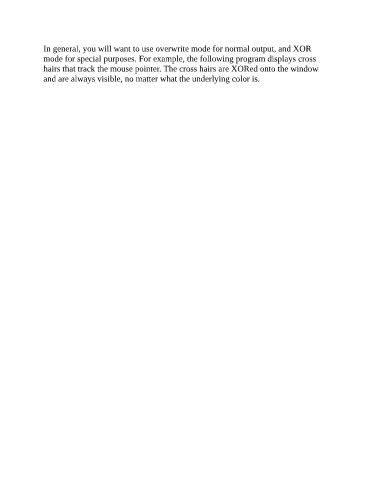 In general, you will want to use overwrite mode for normal output, and XOR
mode for special purposes. For example, the following program displays cross
hairs that track the mouse pointer. The cross hairs are XORed onto the window
and are always visible, no matter what the underlying color is.